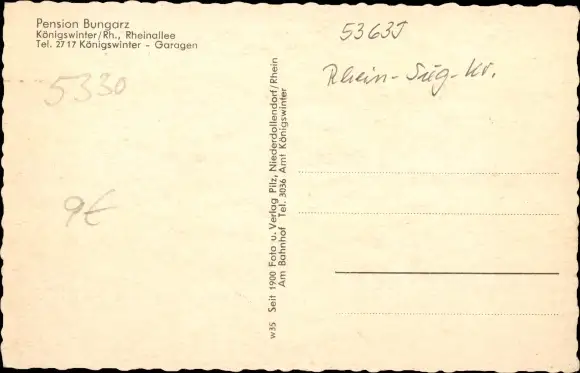 Pension Bungarz
Königswinter/Rh., Rheinallee
Tel. 2717 Königswinter - Garagen
5330
9€
w35 Seit 1900 Foto u. Verlag Pilz, Niederdollendorf/Rhein
Am Bahnhof Tel. 3036 Amt Königswinter
5363J
Rhein-Sieg-Kr.